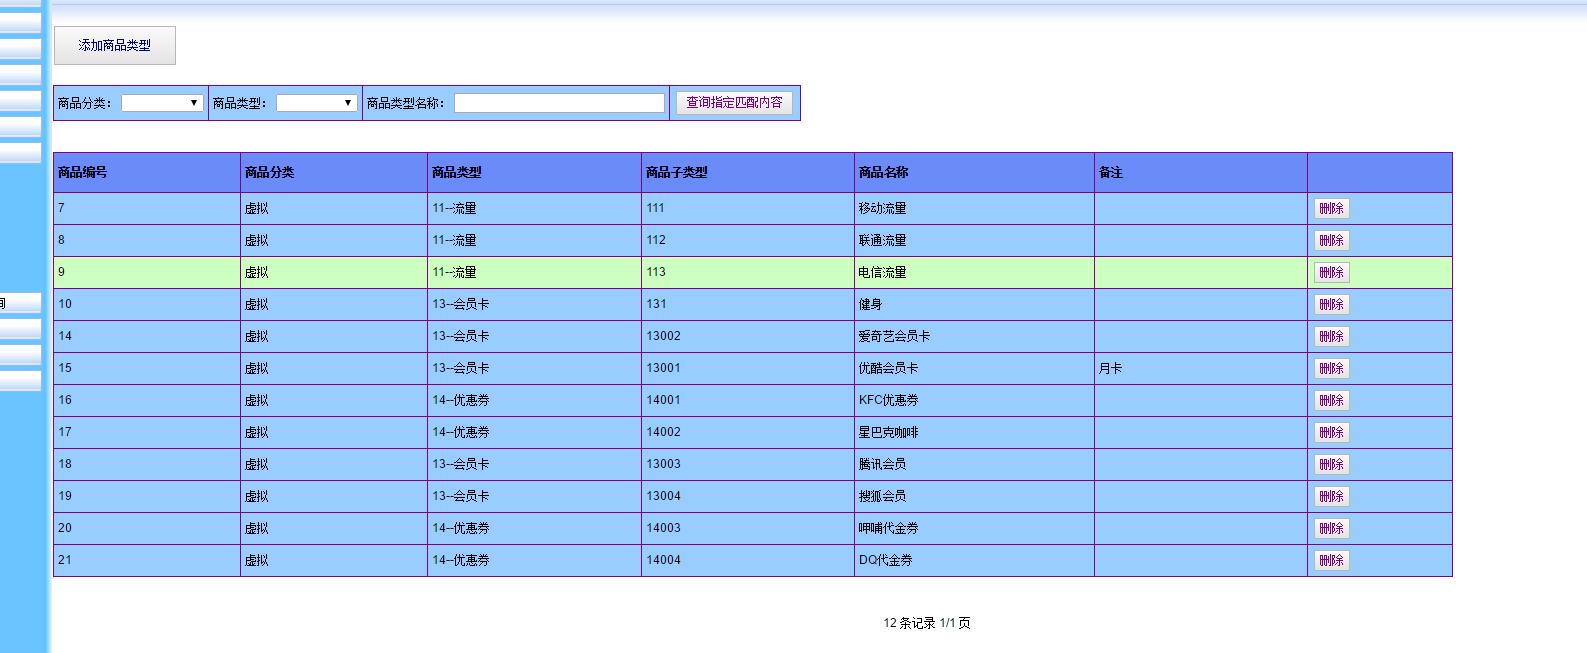 添加商品类型
商品分类： 商品类型： 商品类型名称： 查询指定匹配内容
商品编号 商品分类 商品类型 商品子类型 商品名称 备注
7 虚拟 11--流量 111 移动流量 删除
8 虚拟 11--流量 112 联通流量 删除
9 虚拟 11--流量 113 电信流量 删除
10 虚拟 13--会员卡 131 健身 删除
14 虚拟 13--会员卡 13002 爱奇艺会员卡 删除
15 虚拟 13--会员卡 13001 优酷会员卡 月卡 删除
16 虚拟 14--优惠券 14001 KFC优惠券 删除
17 虚拟 14--优惠券 14002 星巴克咖啡 删除
18 虚拟 13--会员卡 13003 腾讯会员 删除
19 虚拟 13--会员卡 13004 搜狐会员 删除
20 虚拟 14--优惠券 14003 呷哺代金券 删除
21 虚拟 14--优惠券 14004 DQ代金券 删除
12 条记录 1/1 页